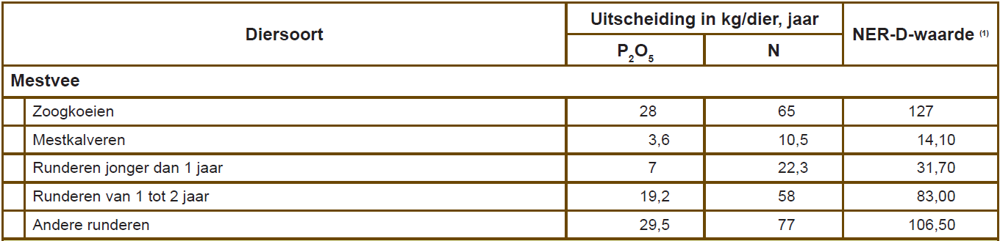 Diersoort Uitscheiding in kg/dier, jaar NER-D-waarde (1)
P2O5 N
Mestvee
Zoogkoeien 28 65 127
Mestkalveren 3,6 10,5 14,10
Runderen jonger dan 1 jaar 7 22,3 31,70
Runderen van 1 tot 2 jaar 19,2 58 83,00
Andere runderen 29,5 77 106,50